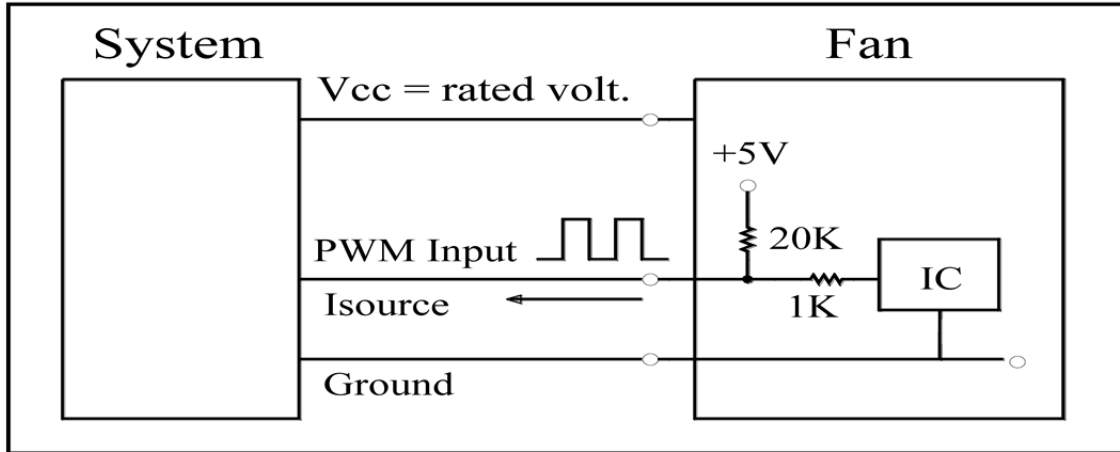 System
Fan
Vcc = rated volt.
+5V
20K
PWM Input
IC
Isource
1K
Ground